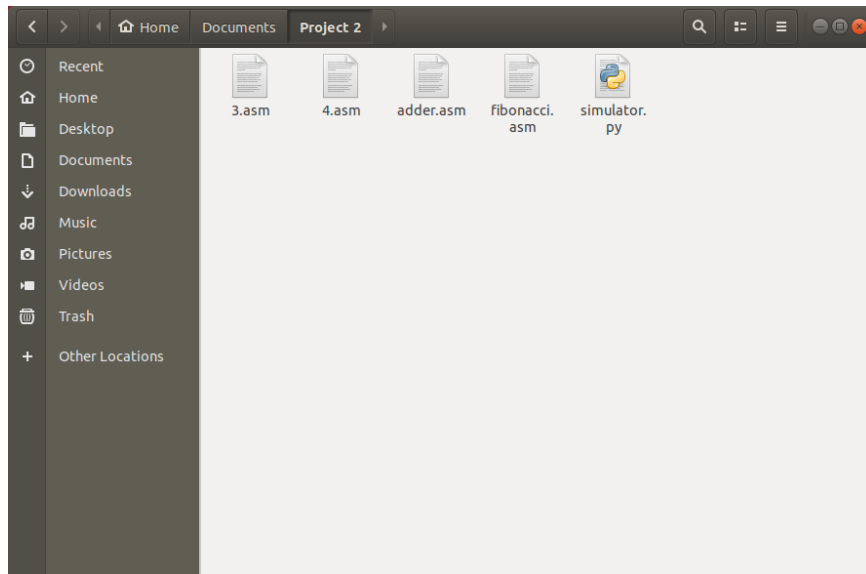 Home Documents Project 2
Recent
Home
Desktop
Documents
Downloads
Music
Pictures
Videos
Trash
Other Locations
3.asm 4.asm adder.asm fibonacci. simulator.
asm py